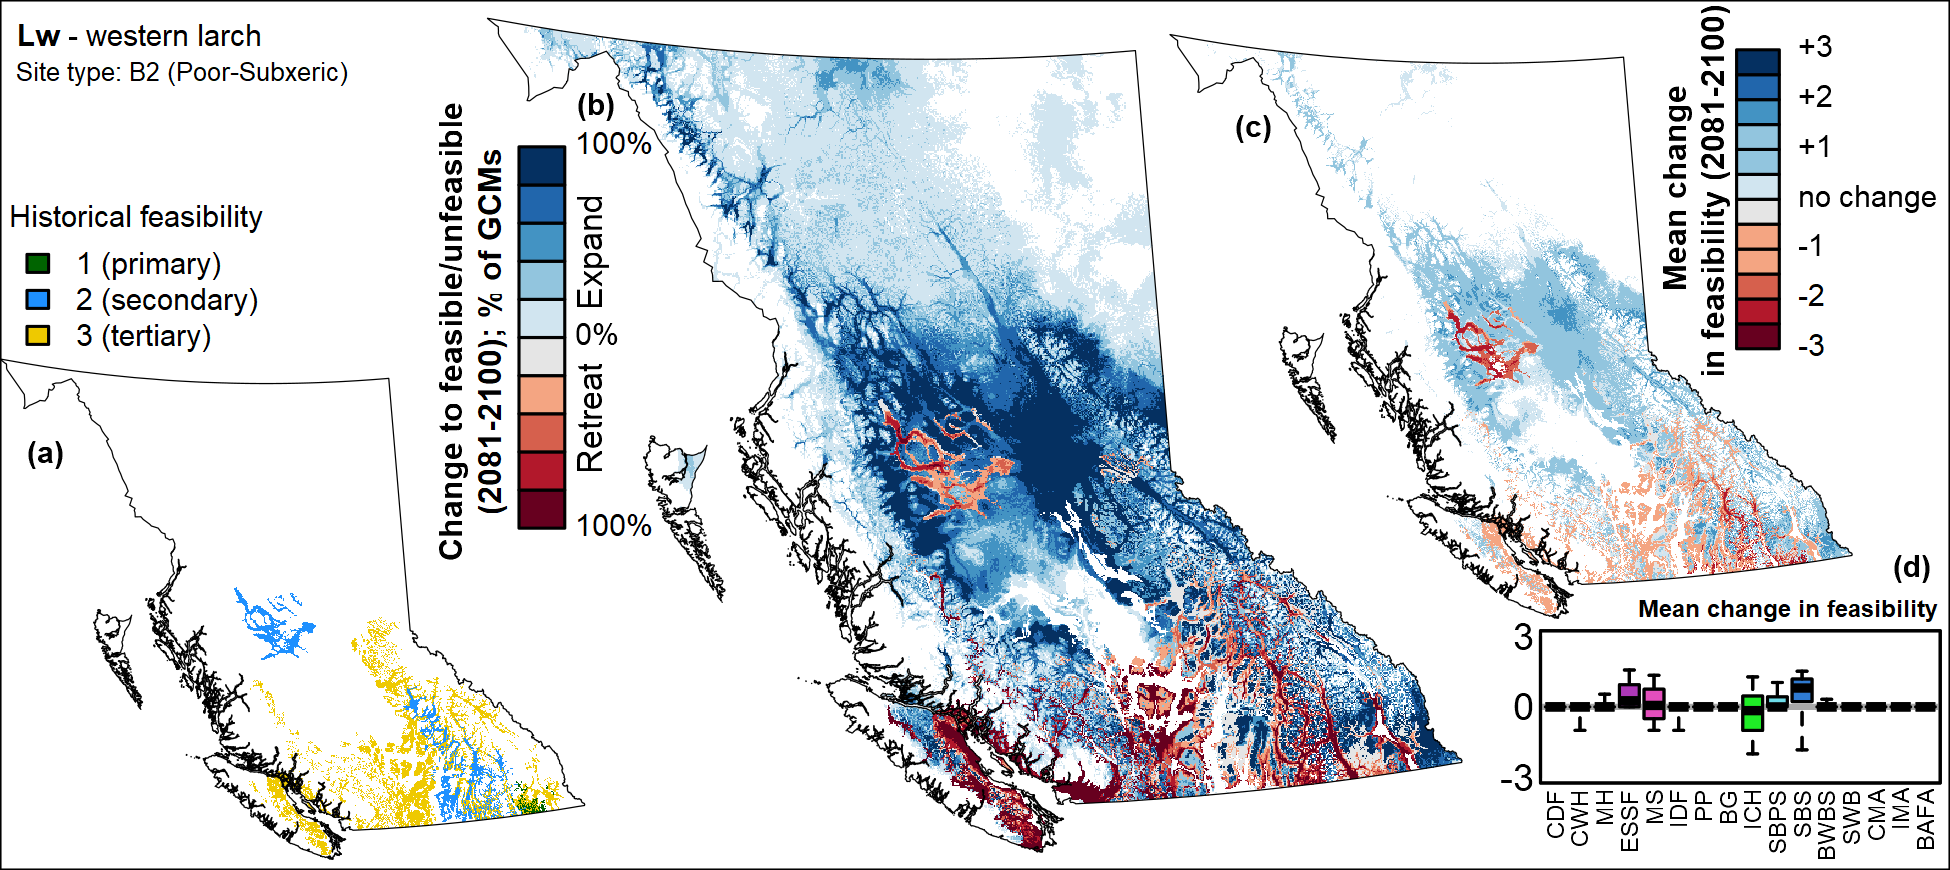 Lw - western larch
Site type: B2 (Poor-Subxeric)
Historical feasibility
1 (primary)
2 (secondary)
3 (tertiary)
(a)
Change to feasible/unfeasible
(2081-2100); % of GCMs
100%
Expand
0%
Retreat
100%
(b)
(c)
Mean change
in feasibility (2081-2100)
+3
+2
+1
no change
-1
-2
-3
(d)
Mean change in feasibility
3
0
-3
CDF
CWH
MH
ESSF
MS
IDF
PP
BG
ICH
SBPS
SBS
BWBS
SWB
CMA
IMA
BAFA